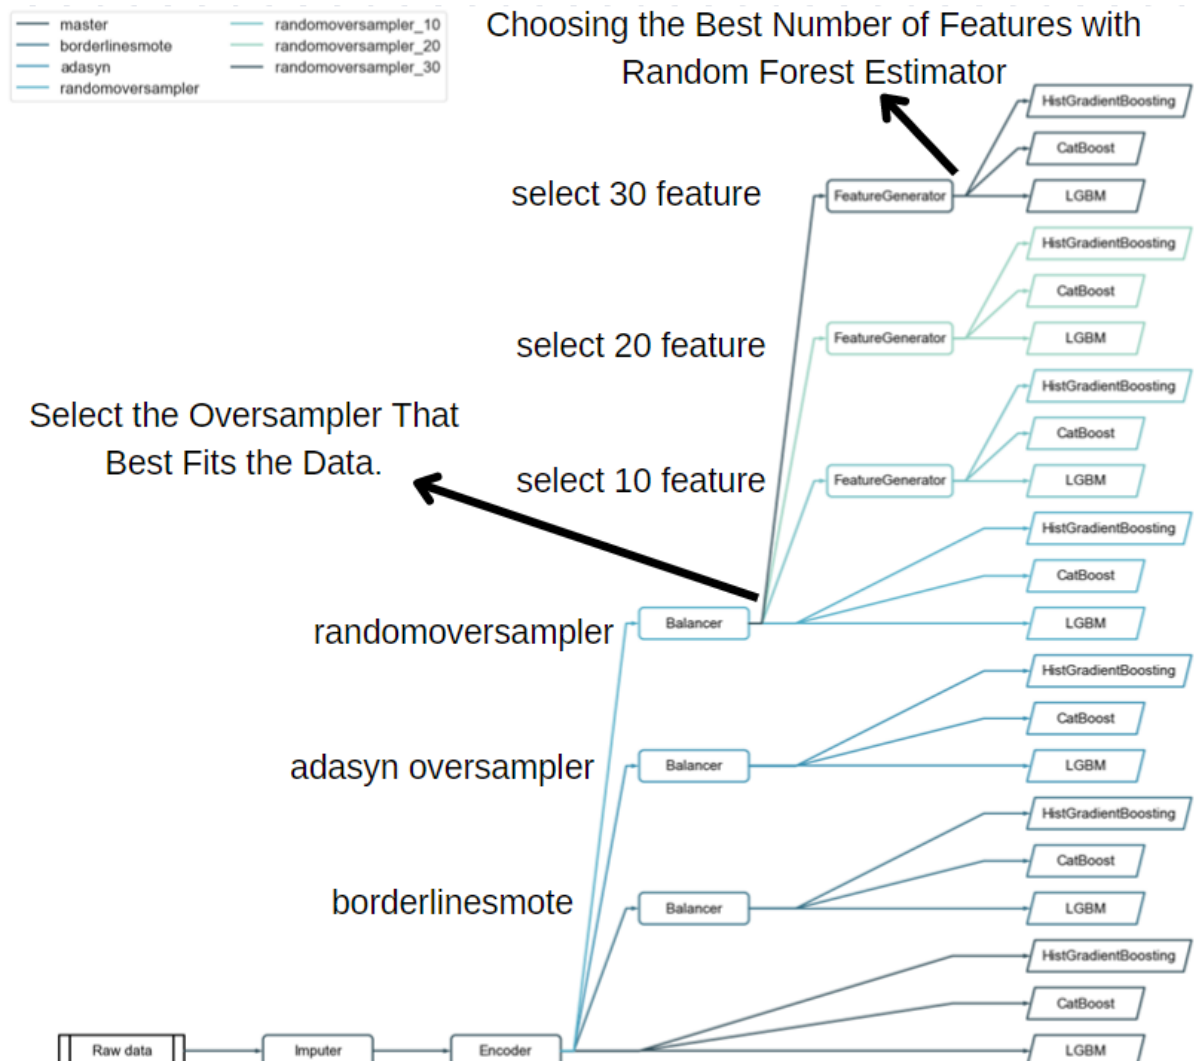 master
borderlinesmote
adasyn
randomoversampler
randomoversampler_10
randomoversampler_20
randomoversampler_30
Choosing the Best Number of Features with
Random Forest Estimator
HistGradientBoosting
CatBoost
select 30 feature
FeatureGenerator
LGBM
HistGradientBoosting
CatBoost
select 20 feature
FeatureGenerator
LGBM
HistGradientBoosting
Select the Oversampler That
Best Fits the Data.
CatBoost
select 10 feature
FeatureGenerator
LGBM
HistGradientBoosting
CatBoost
randomoversampler
Balancer
LGBM
HistGradientBoosting
CatBoost
adasyn oversampler
Balancer
LGBM
HistGradientBoosting
CatBoost
borderlinesmote
Balancer
LGBM
HistGradientBoosting
CatBoost
Raw data
Imputer
Encoder
LGBM